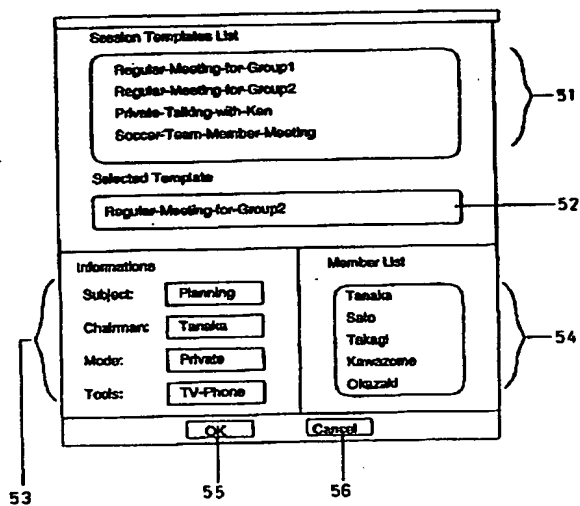 Session Templates List
Regular-Meeting-for-Group1
Regular-Meeting-for-Group2
Private-Talking-with-Ken
Soccer-Team-Member-Meeting
51
Selected Template
Regular-Meeting-for-Group2
52
Informations
Subject: Planning
Chairman: Tanaka
Mode: Private
Tools: TV-Phone
53
Member List
Tanaka
Sato
Takagi
Kawazome
Okazaki
54
OK
Cancel
55
56